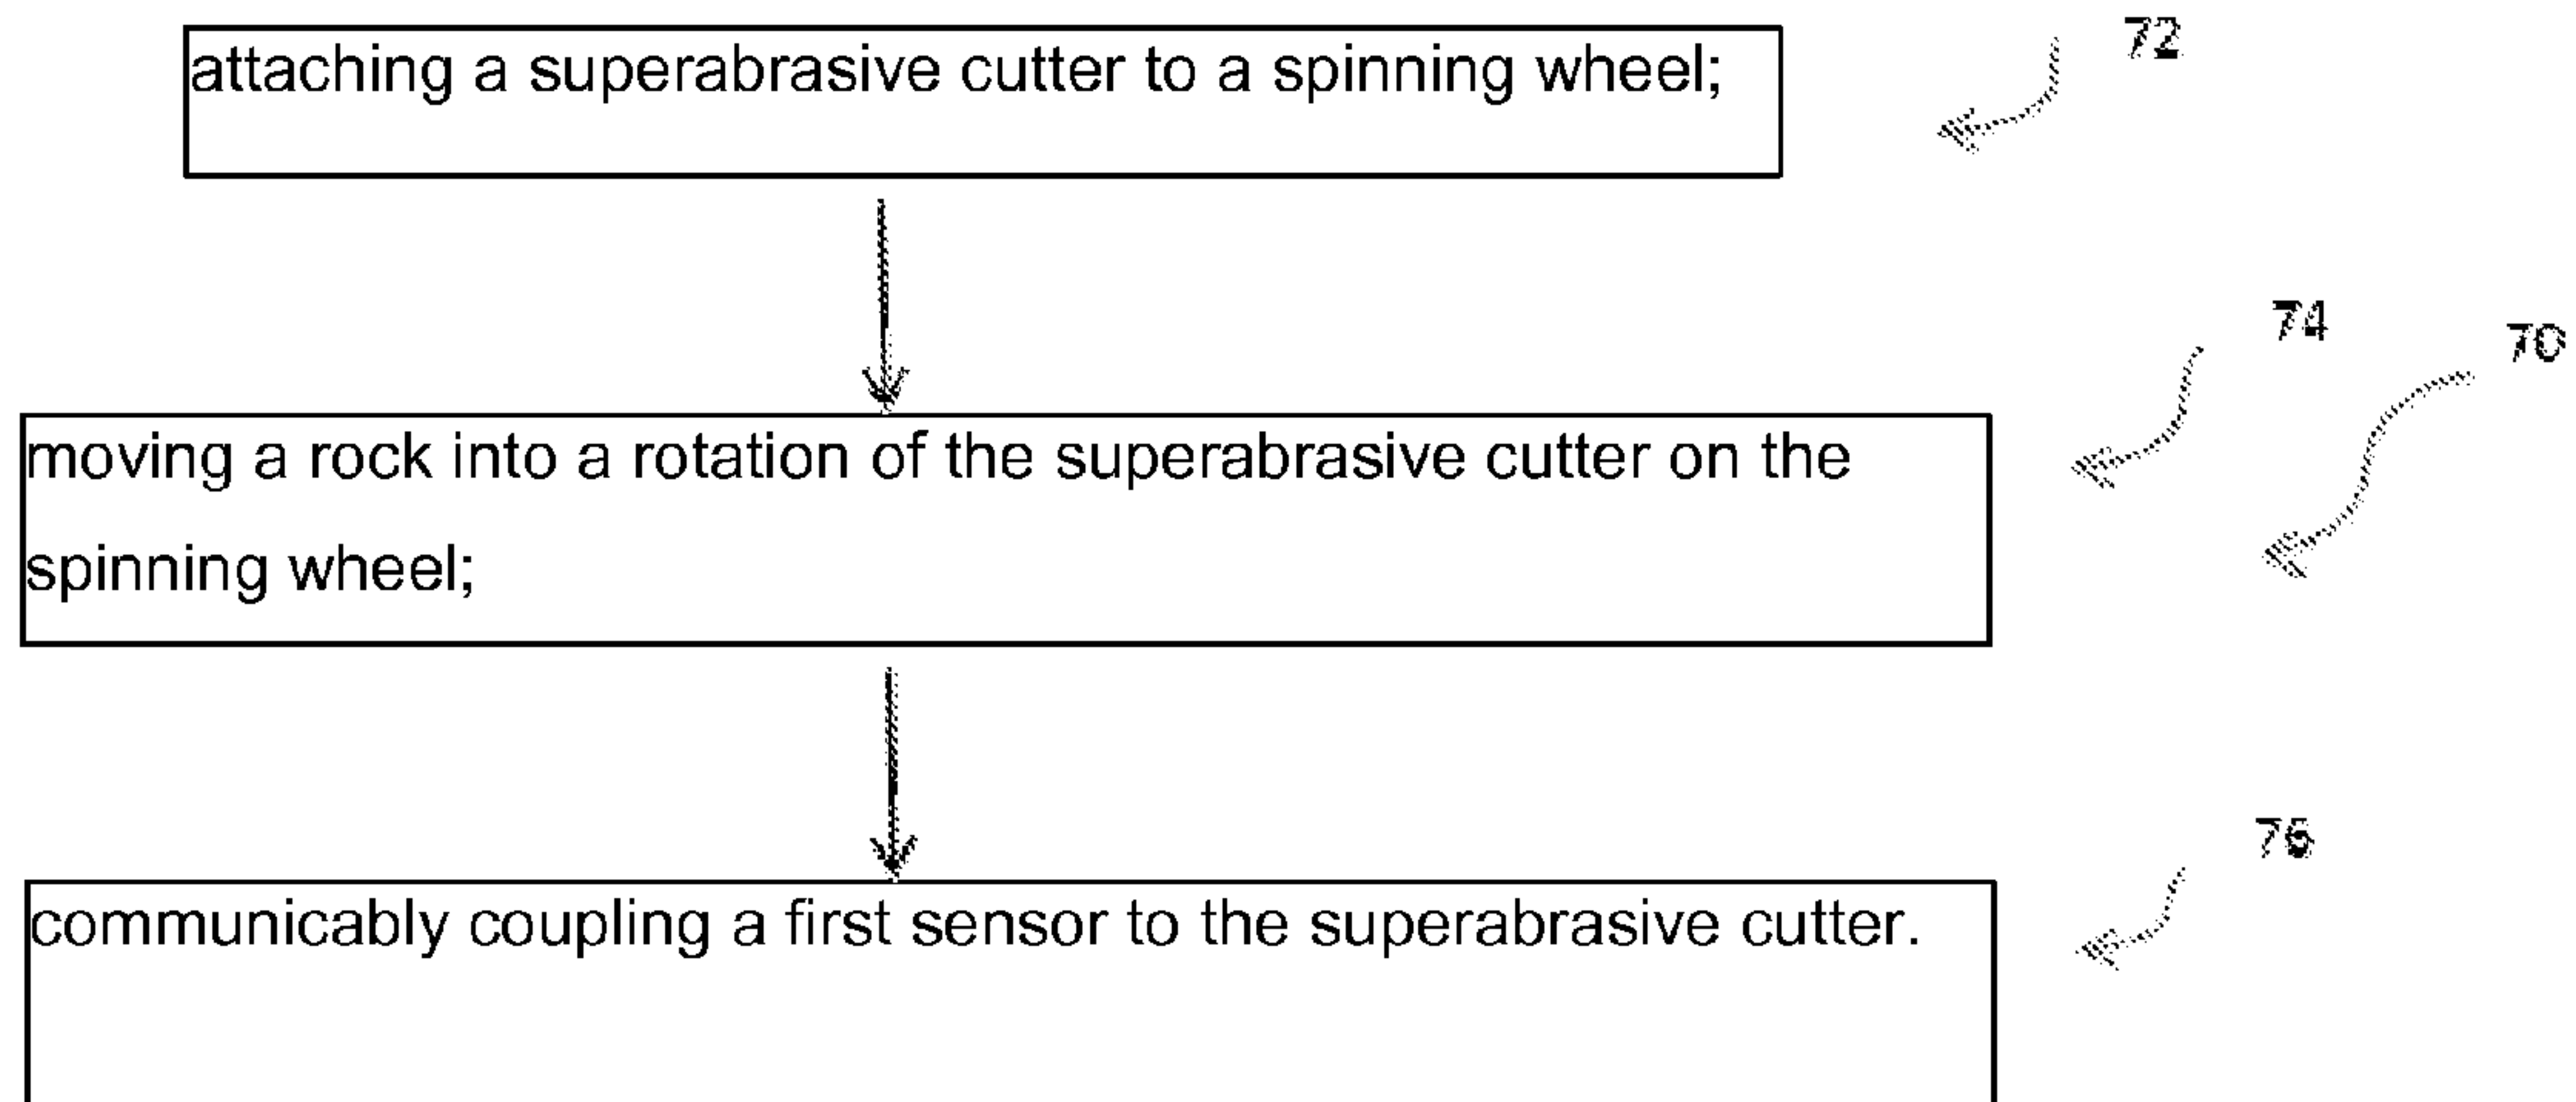 attaching a superabrasive cutter to a spinning wheel;
72
moving a rock into a rotation of the superabrasive cutter on the
spinning wheel;
74
70
communicably coupling a first sensor to the superabrasive cutter.
76